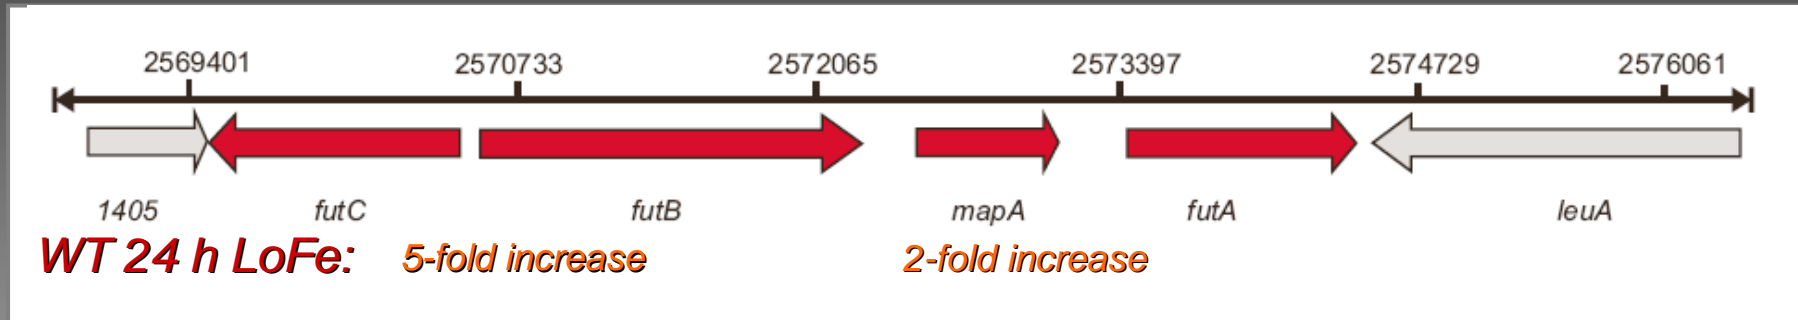 2569401 2570733 2572065 2573397 2574729 2576061
1405 futC futB mapA futA leuA
WT 24 h LoFe: 5-fold increase 2-fold increase